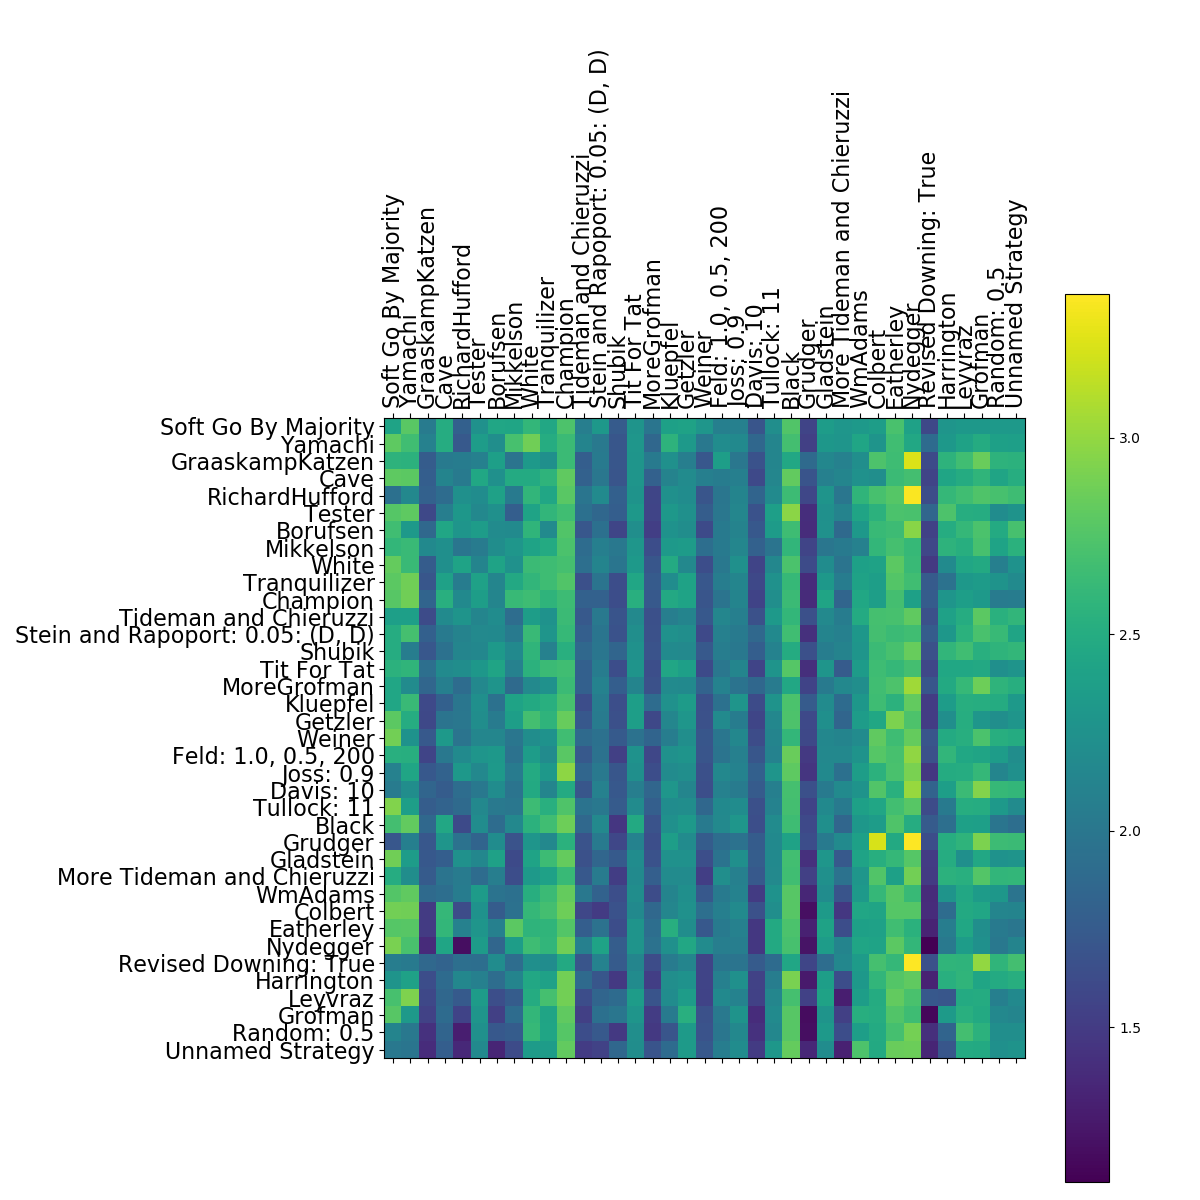 Soft Go By Majority
Yamachi
GraaskampKatzen
Cave
RichardHufford
Tester
Borufsen
Mikkelson
White
Tranquilizer
Champion
Tideman and Chieruzzi
Stein and Rapoport: 0.05: (D, D)
Shubik
Tit For Tat
MoreGrofman
Kluepfel
Getzler
Weiner
Feld: 1.0, 0.5, 200
Joss: 0.9
Davis: 10
Tullock: 11
Black
Grudger
Gladstein
More Tideman and Chieruzzi
WmAdams
Colbert
Eatherley
Nydegger
Revised Downing: True
Harrington
Leyvraz
Grofman
Random: 0.5
Unnamed Strategy
Soft Go By Majority
Yamachi
GraaskampKatzen
Cave
RichardHufford
Tester
Borufsen
Mikkelson
White
Tranquilizer
Champion
Tideman and Chieruzzi
Stein and Rapoport: 0.05: (D, D)
Shubik
Tit For Tat
MoreGrofman
Kluepfel
Getzler
Weiner
Feld: 1.0, 0.5, 200
Joss: 0.9
Davis: 10
Tullock: 11
Black
Grudger
Gladstein
More Tideman and Chieruzzi
WmAdams
Colbert
Eatherley
Nydegger
Revised Downing: True
Harrington
Leyvraz
Grofman
Random: 0.5
Unnamed Strategy
3.0
2.5
2.0
1.5